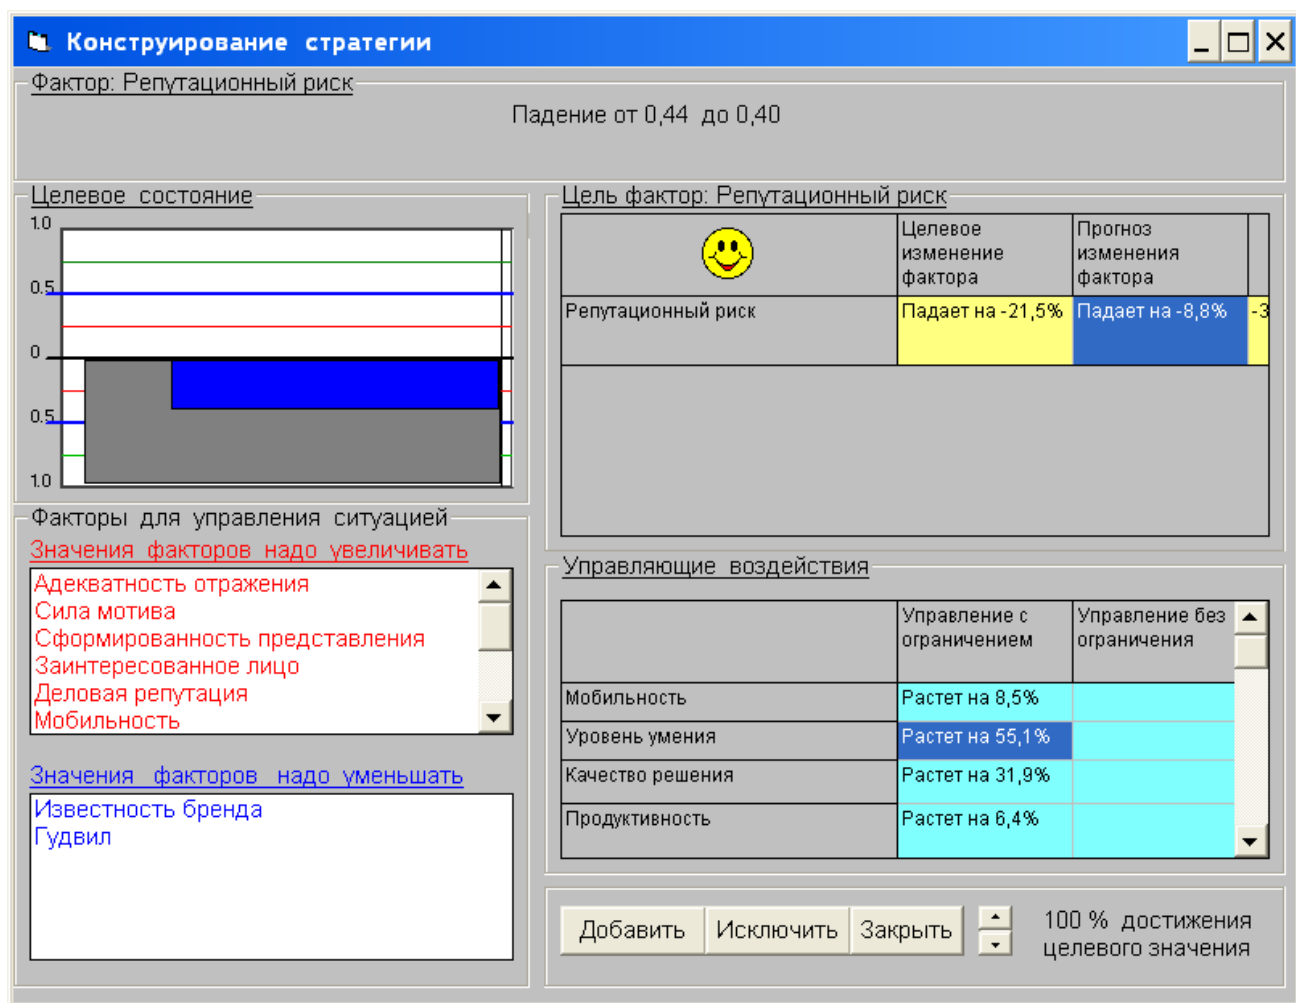 Конструирование стратегии
Фактор: Репутационный риск
Падение от 0,44 до 0,40
Целевое состояние
1.0
0.5
0
0.5
1.0
Цель фактор: Репутационный риск
Целевое
изменение
фактора
Прогноз
изменения
фактора
Репутационный риск
Падает на -21,5%
Падает на -8,8%
-3
Факторы для управления ситуацией
Значения факторов надо увеличивать
Адекватность отражения
Сила мотива
Сформированность представления
Заинтересованное лицо
Деловая репутация
Мобильность
Значения факторов надо уменьшать
Известность бренда
Гудвил
Управляющие воздействия
Управление с
ограничением
Управление без
ограничения
Мобильность
Растет на 8,5%
Уровень умения
Растет на 55,1%
Качество решения
Растет на 31,9%
Продуктивность
Растет на 6,4%
Добавить
Исключить
Закрыть
100 % достижения
целевого значения